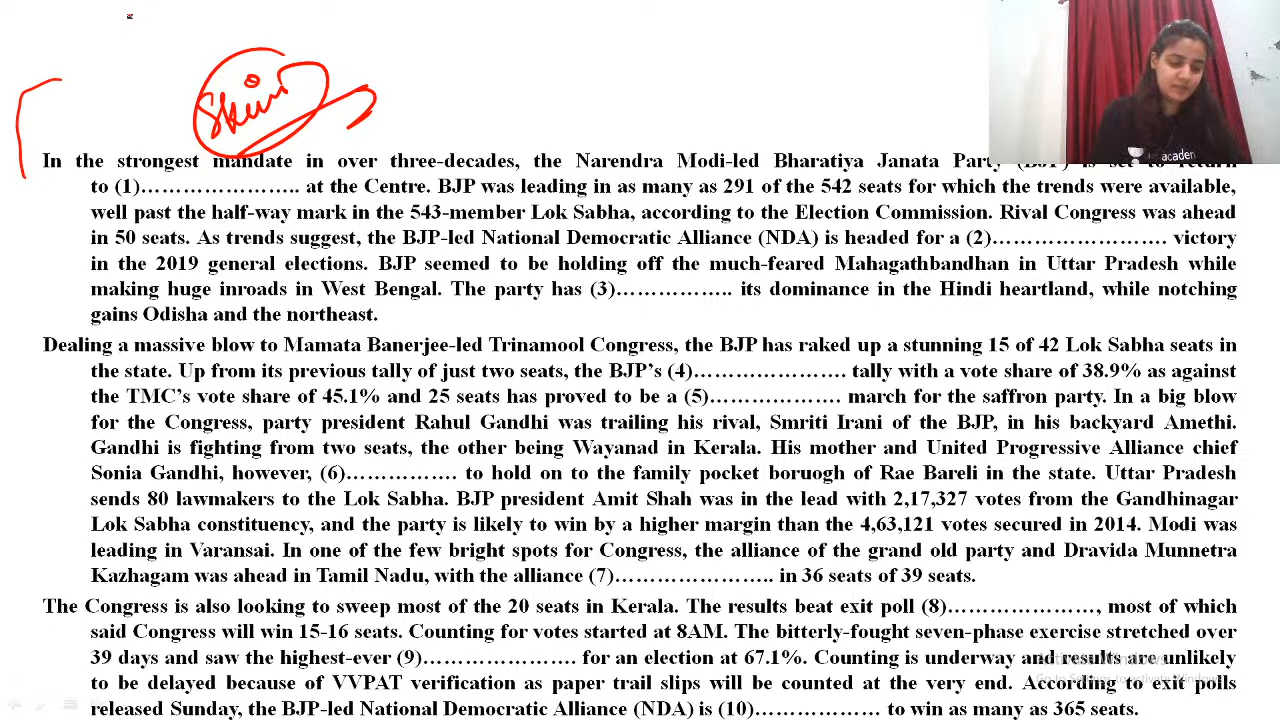 Skim
In the strongest mandate in over three-decades, the Narendra Modi-led Bharatiya Janata Party (BJP) is set to return
to (1)………………….. at the Centre. BJP was leading in as many as 291 of the 542 seats for which the trends were available,
well past the half-way mark in the 543-member Lok Sabha, according to the Election Commission. Rival Congress was ahead
in 50 seats. As trends suggest, the BJP-led National Democratic Alliance (NDA) is headed for a (2)……………………. victory
in the 2019 general elections. BJP seemed to be holding off the much-feared Mahagathbandhan in Uttar Pradesh while
making huge inroads in West Bengal. The party has (3)…………….. its dominance in the Hindi heartland, while notching
gains Odisha and the northeast.
Dealing a massive blow to Mamata Banerjee-led Trinamool Congress, the BJP has raked up a stunning 15 of 42 Lok Sabha seats in
the state. Up from its previous tally of just two seats, the BJP's (4)…………………. tally with a vote share of 38.9% as against
the TMC's vote share of 45.1% and 25 seats has proved to be a (5)………………. march for the saffron party. In a big blow
for the Congress, party president Rahul Gandhi was trailing his rival, Smriti Irani of the BJP, in his backyard Amethi.
Gandhi is fighting from two seats, the other being Wayanad in Kerala. His mother and United Progressive Alliance chief
Sonia Gandhi, however, (6)…………… to hold on to the family pocket boruogh of Rae Bareli in the state. Uttar Pradesh
sends 80 lawmakers to the Lok Sabha. BJP president Amit Shah was in the lead with 2,17,327 votes from the Gandhinagar
Lok Sabha constituency, and the party is likely to win by a higher margin than the 4,63,121 votes secured in 2014. Modi was
leading in Varansai. In one of the few bright spots for Congress, the alliance of the grand old party and Dravida Munnetra
Kazhagam was ahead in Tamil Nadu, with the alliance (7)………………….. in 36 seats of 39 seats.
The Congress is also looking to sweep most of the 20 seats in Kerala. The results beat exit poll (8)…………………, most of which
said Congress will win 15-16 seats. Counting for votes started at 8AM. The bitterly-fought seven-phase exercise stretched over
39 days and saw the highest-ever (9)…………………. for an election at 67.1%. Counting is underway and results are unlikely
to be delayed because of VVPAT verification as paper trail slips will be counted at the very end. According to exit polls
released Sunday, the BJP-led National Democratic Alliance (NDA) is (10)……………… to win as many as 365 seats.
Activate Windows
Go to Settings to activate Windows.